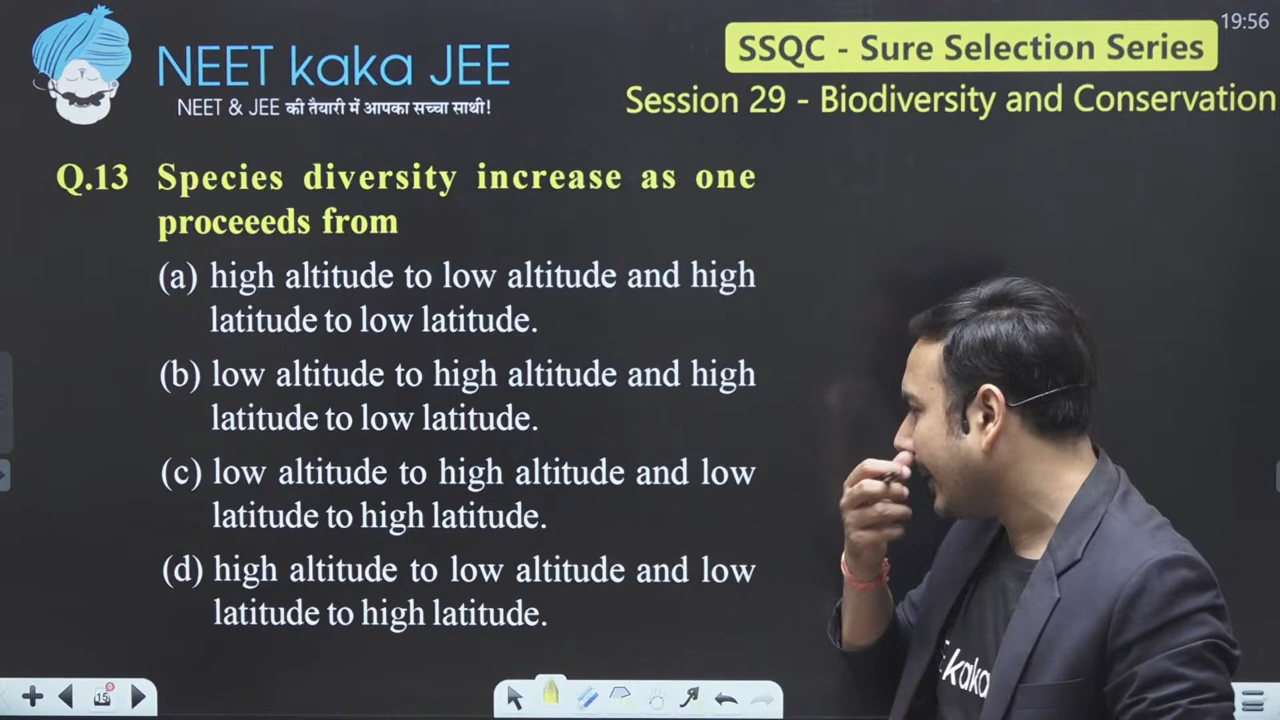 19:56
NEET kaka JEE
NEET & JEE की तैयारी में आपका सच्चा साथी!
SSQC - Sure Selection Series
Session 29 - Biodiversity and Conservation
Q.13 Species diversity increase as one
proceeeds from
(a) high altitude to low altitude and high
latitude to low latitude.
(b) low altitude to high altitude and high
latitude to low latitude.
(c) low altitude to high altitude and low
latitude to high latitude.
(d) high altitude to low altitude and low
latitude to high latitude.
kaka
15
0